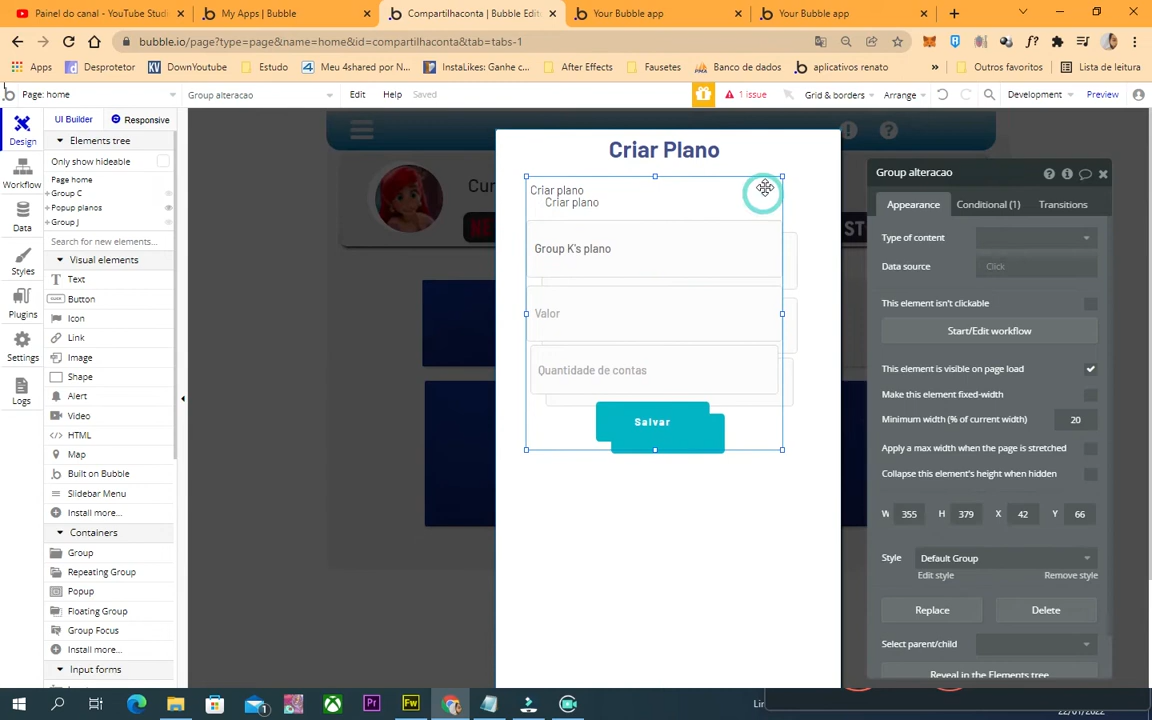 Painel do canal - YouTube Studi
My Apps | Bubble
Compartilhaconta | Bubble Edito
Your Bubble app
Your Bubble app
bubble.io/page?type=page&name=home&id=compartilhaconta&tab=tabs-1
Apps
Desprotetor
DownYoutube
Estudo
Meu 4shared por N...
InstaLikes: Ganhe c...
After Effects
Fausetes
Banco de dados
aplicativos renato
»
Outros favoritos
Lista de leitura
Page: home
Group alteracao
Edit
Help
Saved
1 issue
Grid & borders
Arrange
Development
Preview
Design
Workflow
Data
Styles
Plugins
Settings
Logs
UI Builder
Responsive
Elements tree
Only show hideable
Page home
Group C
Popup planos
Group J
Search for new elements...
Visual elements
Text
Button
Icon
Link
Image
Shape
Alert
Video
HTML
Map
Built on Bubble
Slidebar Menu
Install more...
Containers
Group
Repeating Group
Popup
Floating Group
Group Focus
Install more...
Input forms
Criar Plano
Criar plano
Criar plano
Group K's plano
Valor
Quantidade de contas
Salvar
Cur
ST
Group alteracao
Appearance
Conditional (1)
Transitions
Type of content
Data source
Click
This element isn't clickable
Start/Edit workflow
This element is visible on page load
Make this element fixed-width
Minimum width (% of current width)
20
Apply a max width when the page is stretched
Collapse this element's height when hidden
W 355 H 379 X 42 Y 66
Style
Default Group
Edit style
Remove style
Replace
Delete
Select parent/child
Reveal in the Elements tree
Lin
22/01/2022